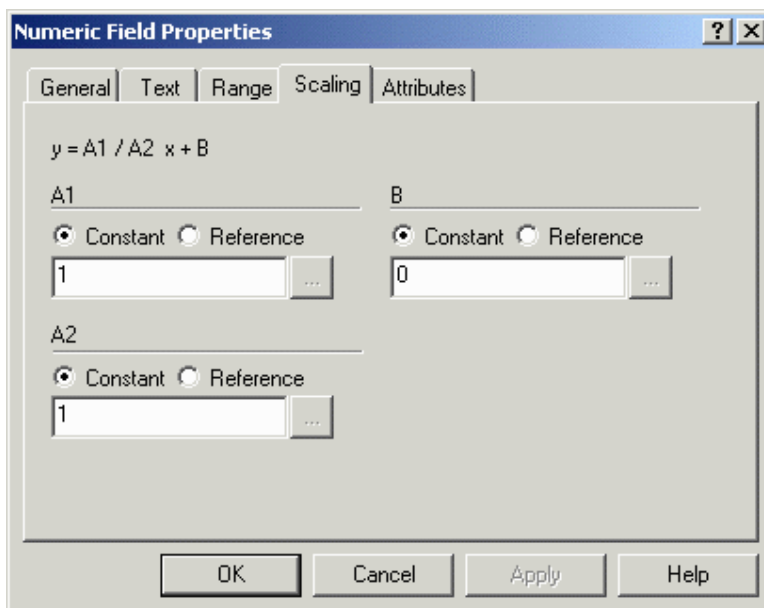 Numeric Field Properties
General Text Range Scaling Attributes
y = A1 / A2 x + B
A1 B
Constant Reference Constant Reference
1 ... 0 ...
A2
Constant Reference
1 ...
OK Cancel Apply Help